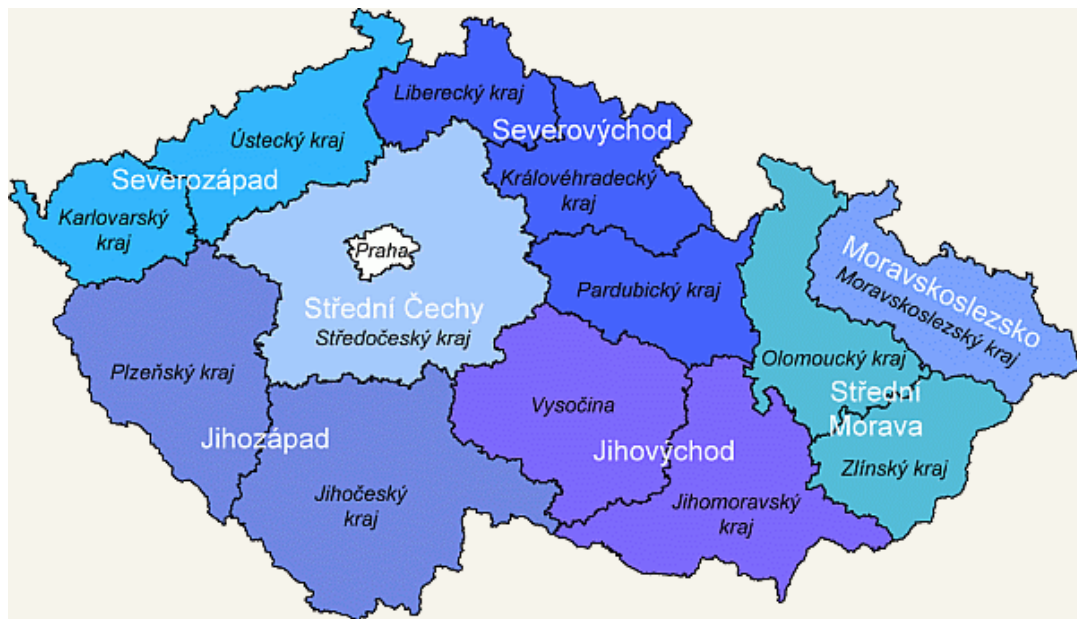 Liberecký kraj
Severovýchod
Ústecký kraj
Severozápad
Královéhradecký
kraj
Karlovarský
kraj
Praha
Moravskoslezsko
Moravskoslezský kraj
Pardubický kraj
Střední Čechy
Středočeský kraj
Plzeňský kraj
Olomoucký kraj
Střední
Morava
Vysočina
Jihozápad
Jihovýchod
Zlínský kraj
Jihočeský
kraj
Jihomoravský
kraj